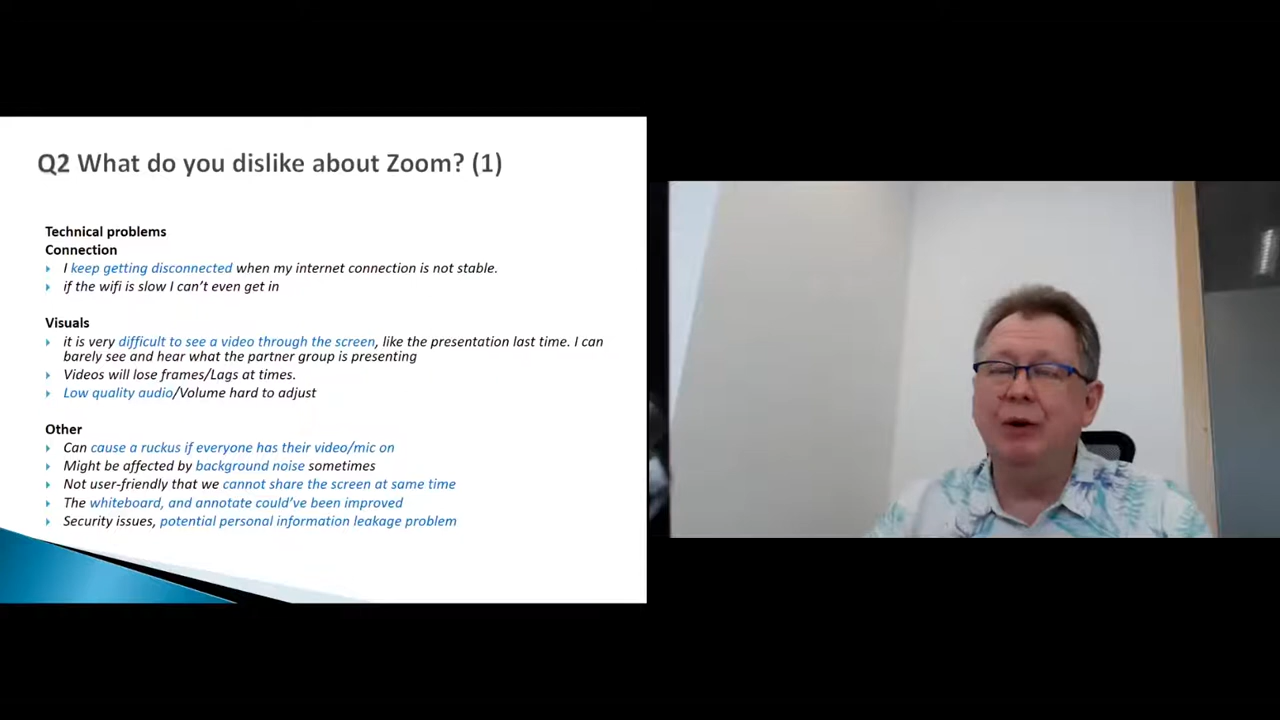 Q2 What do you dislike about Zoom? (1)
Technical problems
Connection
I keep getting disconnected when my internet connection is not stable.
if the wifi is slow I can’t even get in
Visuals
it is very difficult to see a video through the screen, like the presentation last time. I can
barely see and hear what the partner group is presenting
Videos will lose frames/Lags at times.
Low quality audio/Volume hard to adjust
Other
Can cause a ruckus if everyone has their video/mic on
Might be affected by background noise sometimes
Not user-friendly that we cannot share the screen at same time
The whiteboard, and annotate could’ve been improved
Security issues, potential personal information leakage problem